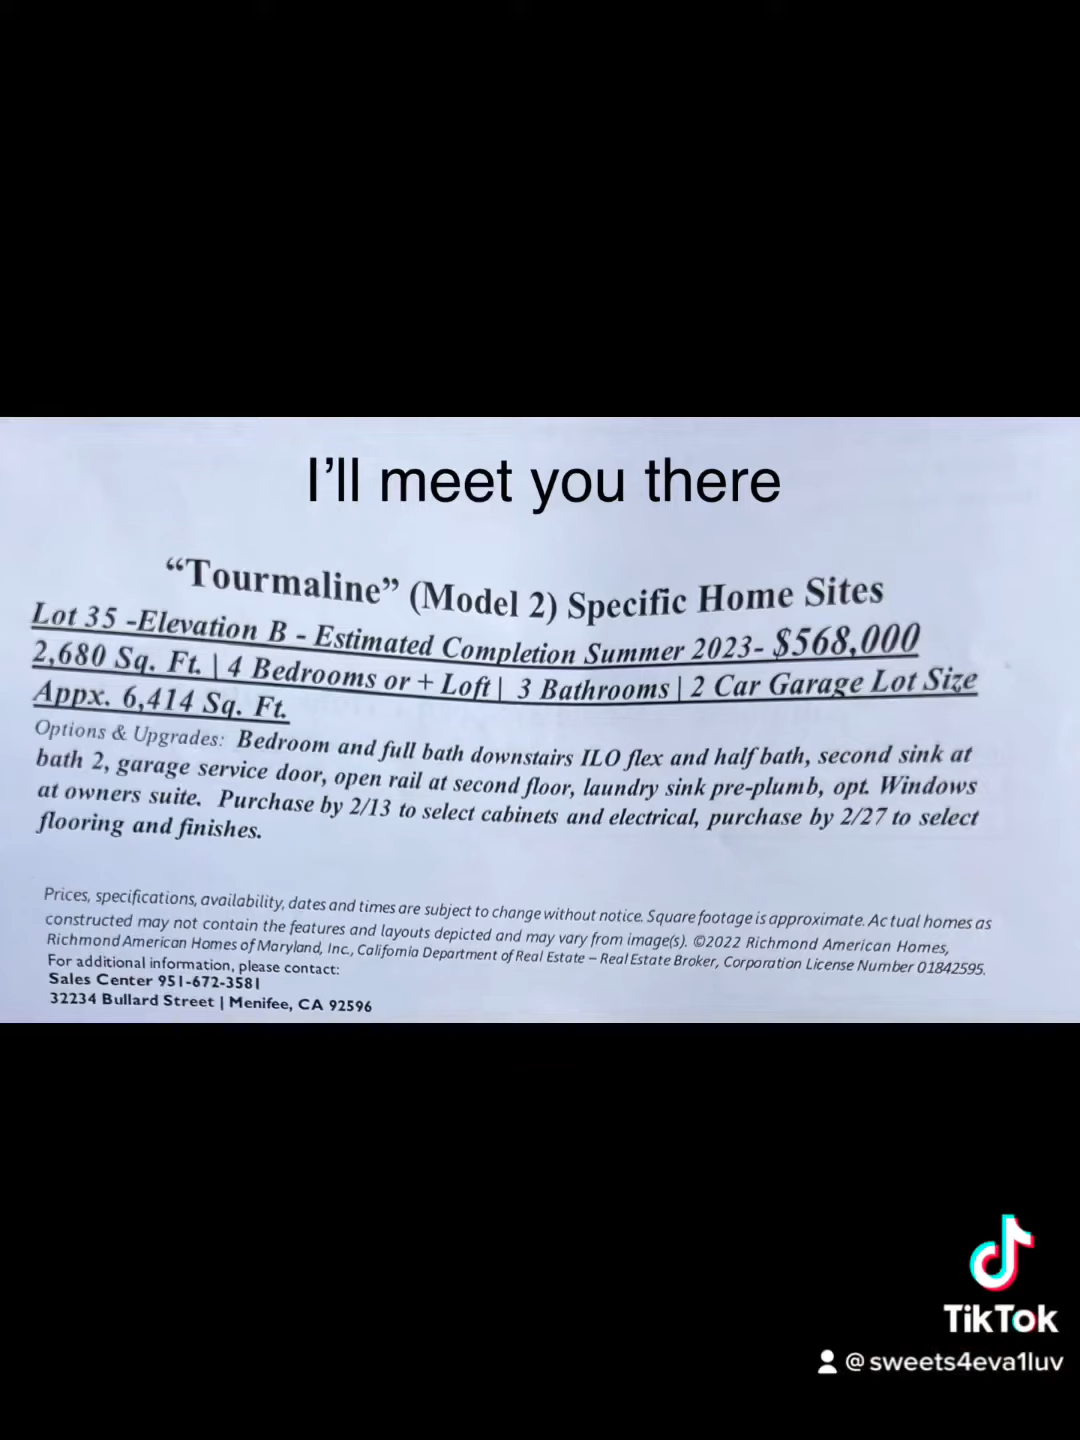 I’ll meet you there
“Tourmaline” (Model 2) Specific Home Sites
Lot 35 -Elevation B - Estimated Completion Summer 2023- $568,000
2,680 Sq. Ft. | 4 Bedrooms or + Loft | 3 Bathrooms | 2 Car Garage Lot Size
Appx. 6,414 Sq. Ft.
Options & Upgrades: Bedroom and full bath downstairs ILO flex and half bath, second sink at
bath 2, garage service door, open rail at second floor, laundry sink pre-plumb, opt. Windows
at owners suite. Purchase by 2/13 to select cabinets and electrical, purchase by 2/27 to select
flooring and finishes.
Prices, specifications, availability, dates and times are subject to change without notice. Square footage is approximate. Actual homes as
constructed may not contain the features and layouts depicted and may vary from image(s). ©2022 Richmond American Homes,
Richmond American Homes of Maryland, Inc., California Department of Real Estate – Real Estate Broker, Corporation License Number 01842595.
For additional information, please contact:
Sales Center 951-672-3581
32234 Bullard Street | Menifee, CA 92596
TikTok
@sweets4eva1luv